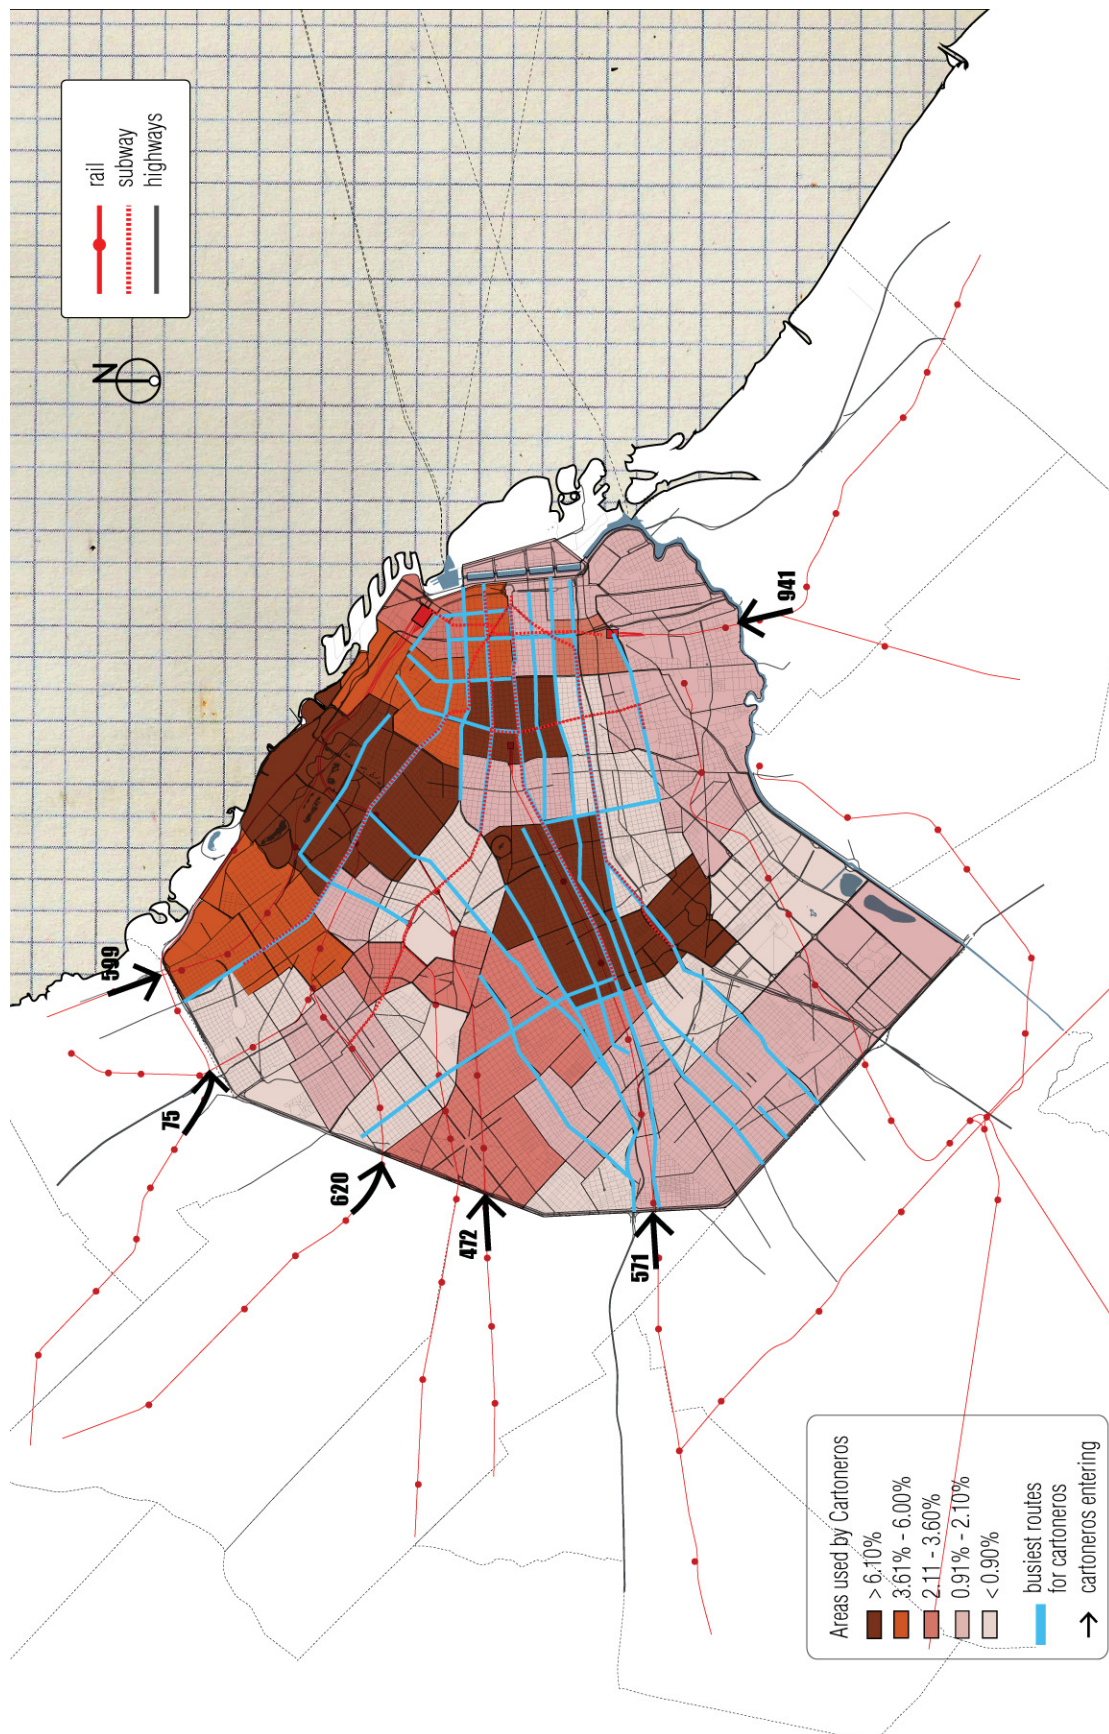 rail
subway
highways
N
599
75
620
472
571
941
Areas used by Cartoneros
> 6.10%
3.61% - 6.00%
2.11 - 3.60%
0.91% - 2.10%
< 0.90%
busiest routes
for cartoneros
cartoneros entering